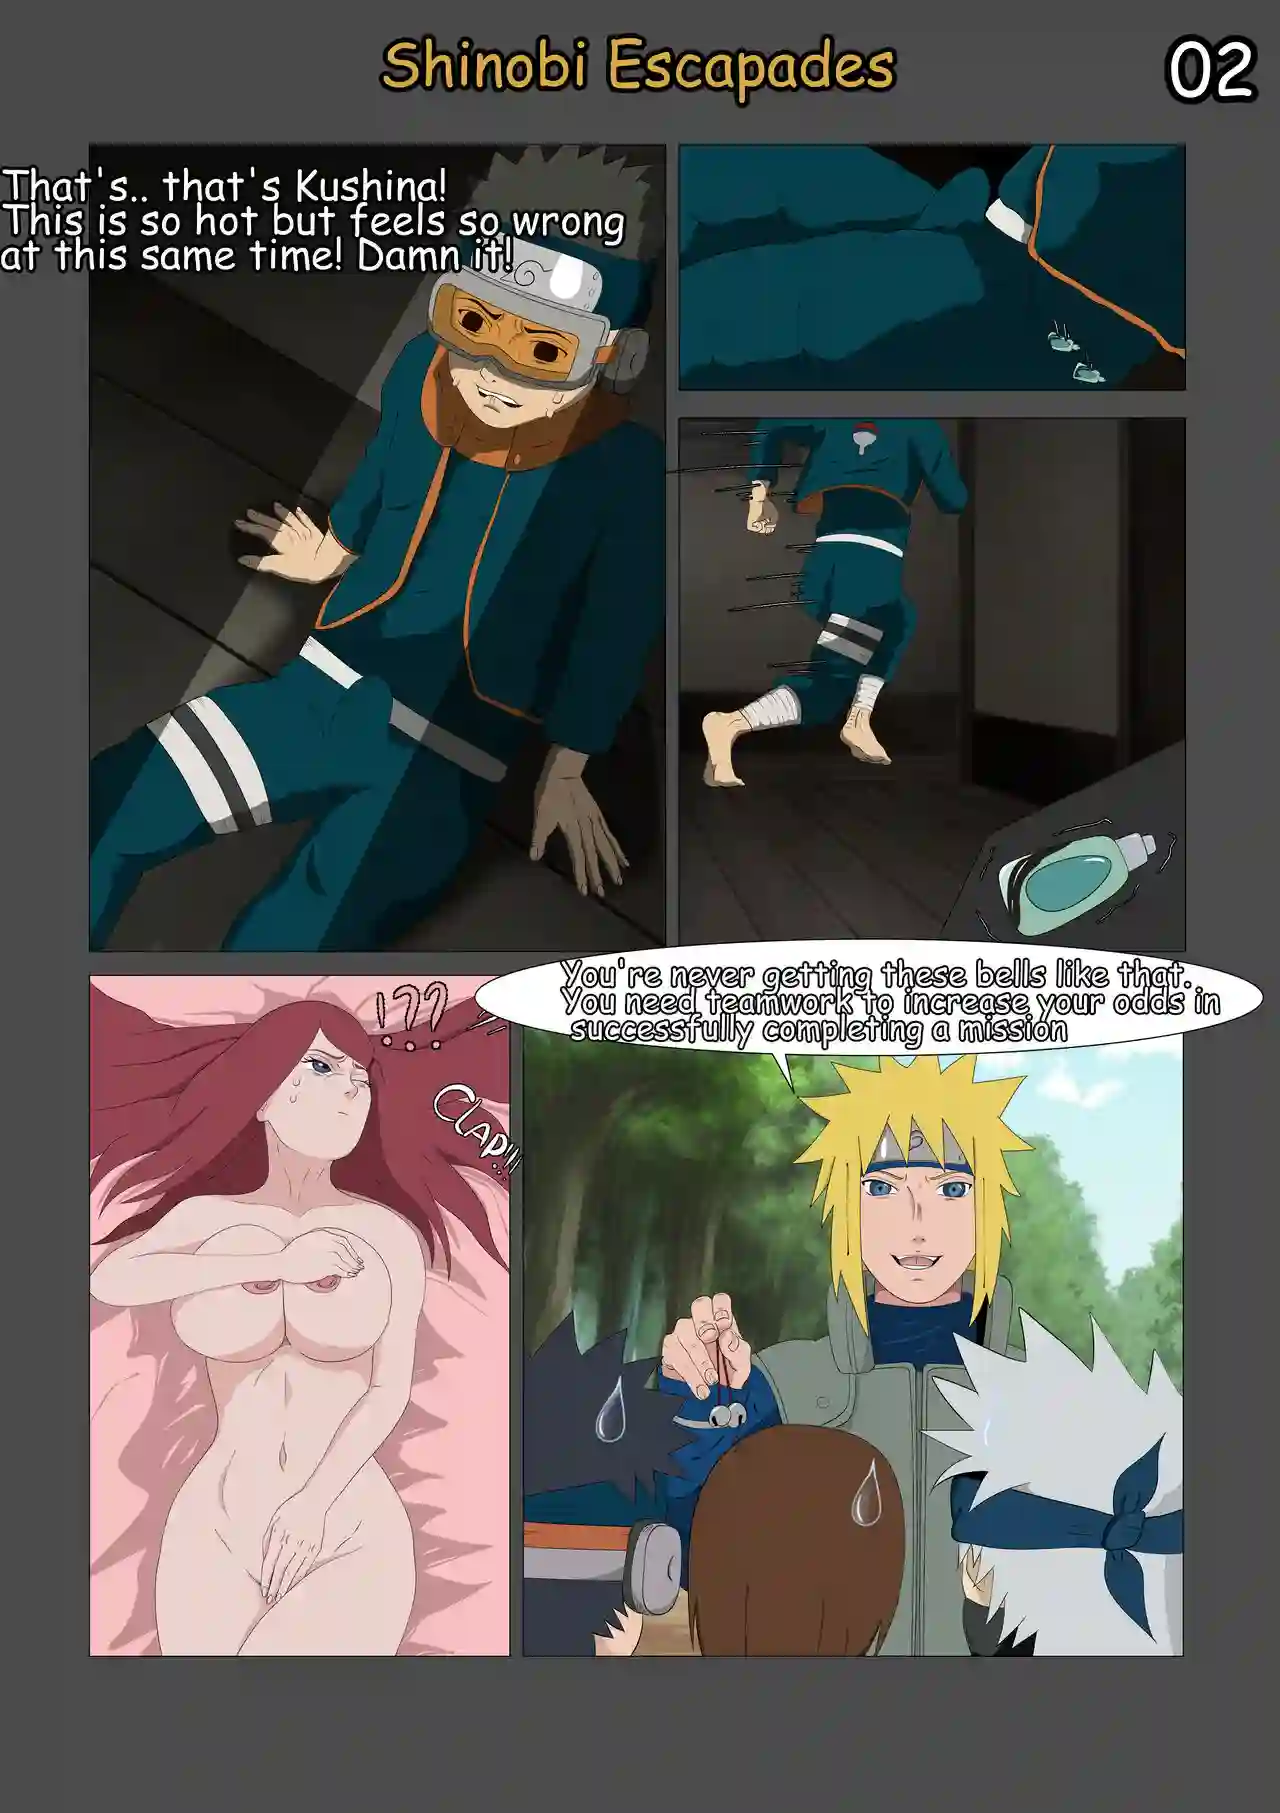 Shinobi Escapades
02
That's.. that's Kushina!
This is so hot but feels so wrong
at this same time! Damn it!
!???...
CLAP!!!...
You're never getting these bells like that.
You need teamwork to increase your odds in
successfully completing a mission